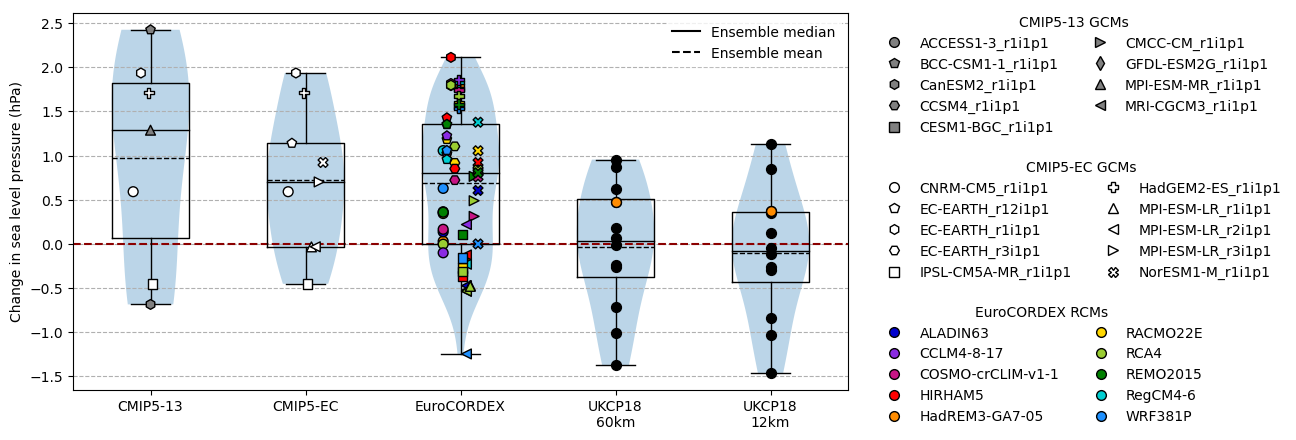 Change in sea level pressure (hPa)
2.5
2.0
1.5
1.0
0.5
0.0
−0.5
−1.0
−1.5
Ensemble median
Ensemble mean
CMIP5-13
CMIP5-EC
EuroCORDEX
UKCP18
60km
UKCP18
12km
CMIP5-13 GCMs
ACCESS1-3_r1i1p1
BCC-CSM1-1_r1i1p1
CanESM2_r1i1p1
CCSM4_r1i1p1
CESM1-BGC_r1i1p1
CMCC-CM_r1i1p1
GFDL-ESM2G_r1i1p1
MPI-ESM-MR_r1i1p1
MRI-CGCM3_r1i1p1
CMIP5-EC GCMs
CNRM-CM5_r1i1p1
EC-EARTH_r12i1p1
EC-EARTH_r1i1p1
EC-EARTH_r3i1p1
IPSL-CM5A-MR_r1i1p1
HadGEM2-ES_r1i1p1
MPI-ESM-LR_r1i1p1
MPI-ESM-LR_r2i1p1
MPI-ESM-LR_r3i1p1
NorESM1-M_r1i1p1
EuroCORDEX RCMs
ALADIN63
CCLM4-8-17
COSMO-crCLIM-v1-1
HIRHAM5
HadREM3-GA7-05
RACMO22E
RCA4
REMO2015
RegCM4-6
WRF381P